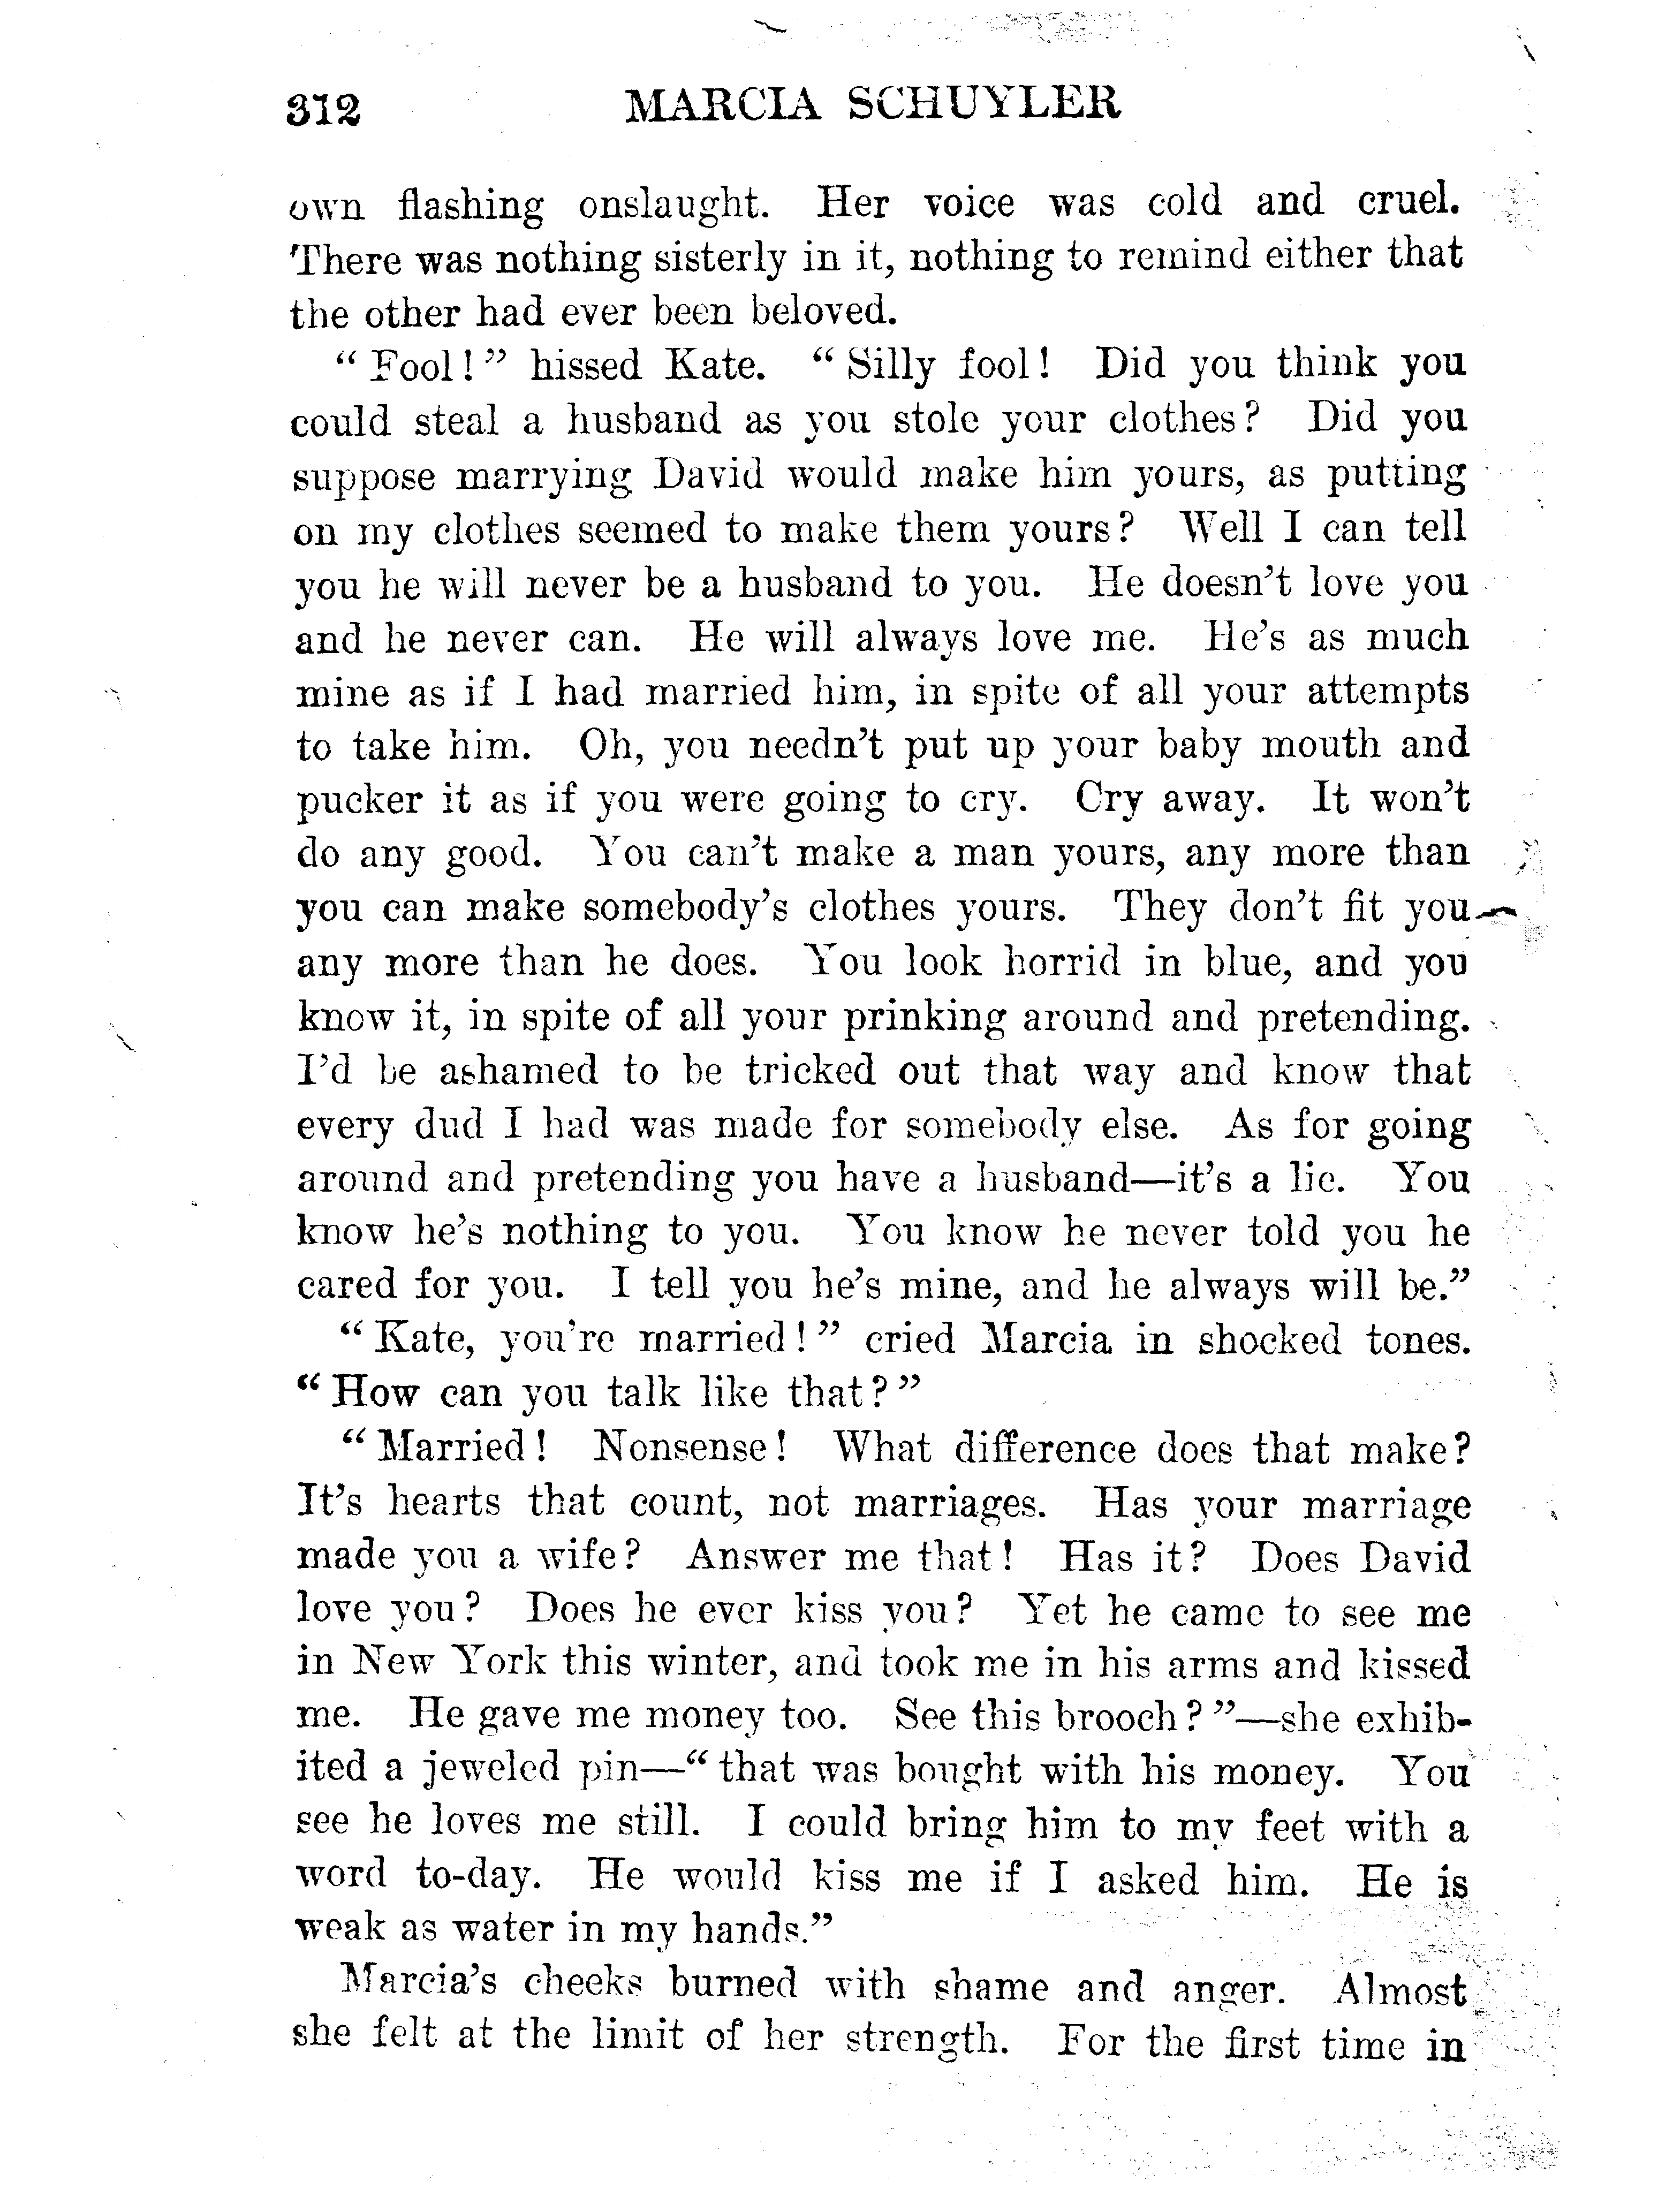 312 MARCIA SCHUYLER
own flashing onslaught. Her voice was cold and cruel.
There was nothing sisterly in it, nothing to remind either that
the other had ever been beloved.
“Fool!” hissed Kate. “Silly fool! Did you think you
could steal a husband as you stole your clothes? Did you
suppose marrying David would make him yours, as putting
on my clothes seemed to make them yours? Well I can tell
you he will never be a husband to you. He doesn’t love you
and he never can. He will always love me. He’s as much
mine as if I had married him, in spite of all your attempts
to take him. Oh, you needn’t put up your baby mouth and
pucker it as if you were going to cry. Cry away. It won’t
do any good. You can’t make a man yours, any more than
you can make somebody’s clothes yours. They don’t fit you
any more than he does. You look horrid in blue, and you
know it, in spite of all your prinking around and pretending.
I’d be ashamed to be tricked out that way and know that
every dud I had was made for somebody else. As for going
around and pretending you have a husband—it’s a lie. You
know he’s nothing to you. You know he never told you he
cared for you. I tell you he’s mine, and he always will be.”
“Kate, you’re married!” cried Marcia in shocked tones.
“How can you talk like that?”
“Married! Nonsense! What difference does that make?
It’s hearts that count, not marriages. Has your marriage
made you a wife? Answer me that! Has it? Does David
love you? Does he ever kiss you? Yet he came to see me
in New York this winter, and took me in his arms and kissed
me. He gave me money too. See this brooch?”—she exhib-
ited a jeweled pin—“that was bought with his money. You
see he loves me still. I could bring him to my feet with a
word to-day. He would kiss me if I asked him. He is
weak as water in my hands.”
Marcia’s cheeks burned with shame and anger. Almost
she felt at the limit of her strength. For the first time in